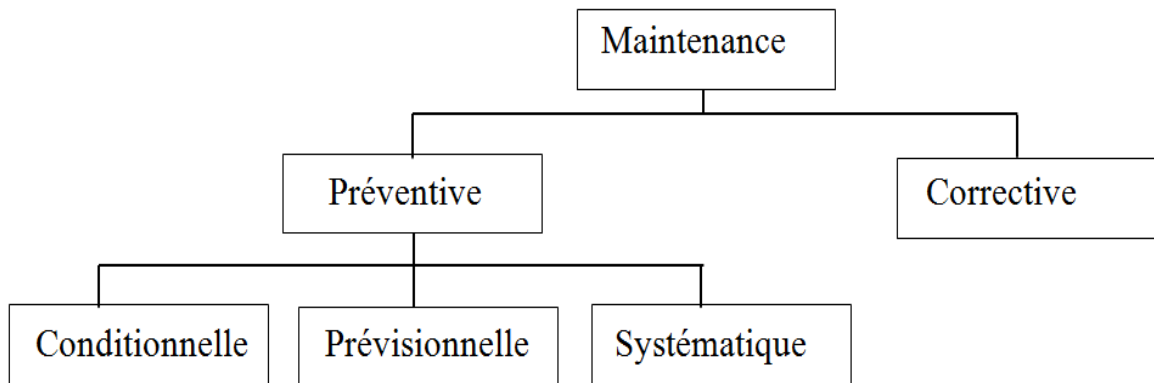 Maintenance
Préventive
Corrective
Conditionnelle
Prévisionnelle
Systématique